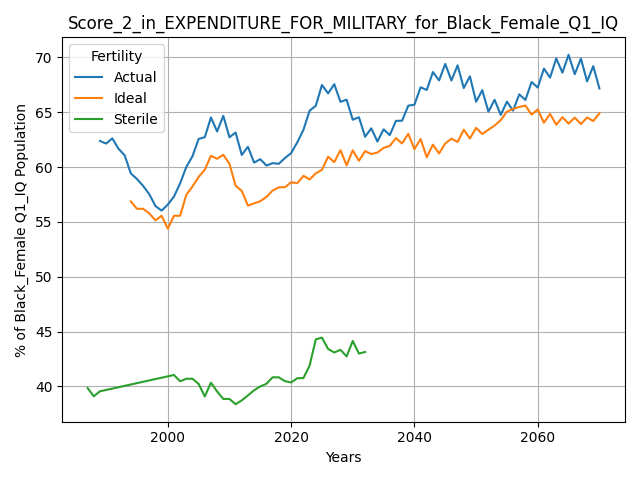 Score_2_in_EXPENDITURE_FOR_MILITARY_for_Black_Female_Q1_IQ
Fertility
Actual
Ideal
Sterile
% of Black_Female Q1_IQ Population
70
65
60
55
50
45
40
2000
2020
2040
2060
Years